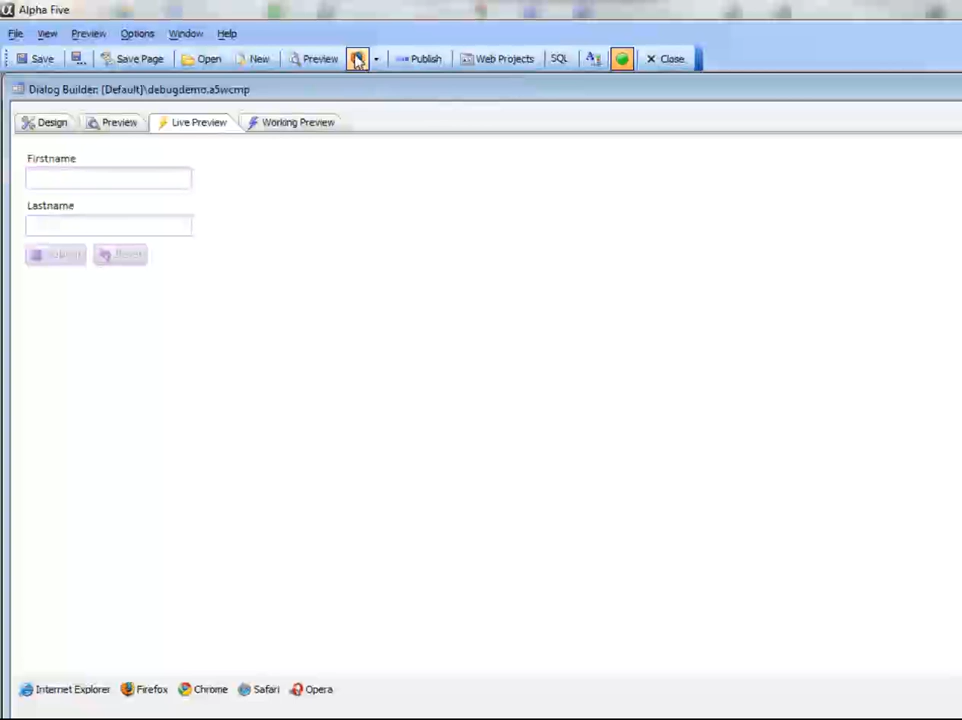 Alpha Five
File View Preview Options Window Help
Save Save Page Open New Preview Publish Web Projects SQL Close
Dialog Builder: [Default]\debugdemo.a5wcmp
Design Preview Live Preview Working Preview
Firstname
Lastname
Internet Explorer Firefox Chrome Safari Opera